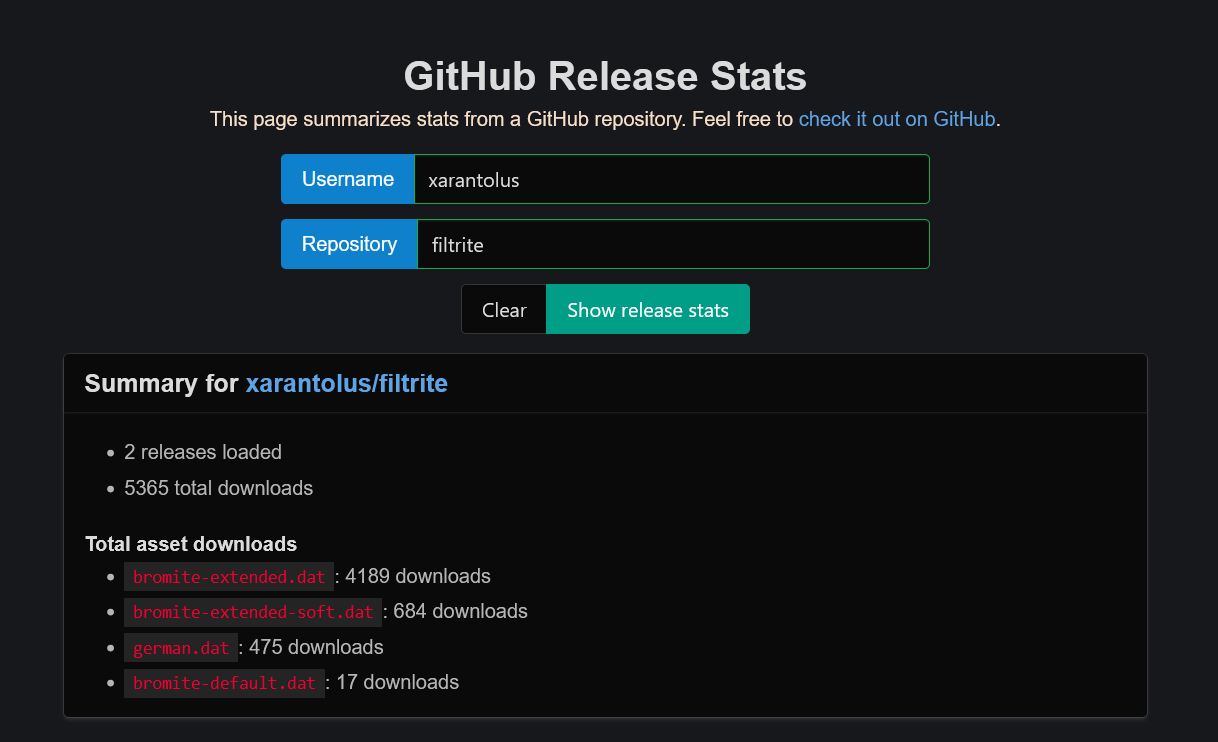 GitHub Release Stats
This page summarizes stats from a GitHub repository. Feel free to check it out on GitHub.
Username xarantolus
Repository filtrite
Clear Show release stats
Summary for xarantolus/filtrite
• 2 releases loaded
• 5365 total downloads
Total asset downloads
• bromite-extended.dat: 4189 downloads
• bromite-extended-soft.dat: 684 downloads
• german.dat: 475 downloads
• bromite-default.dat: 17 downloads